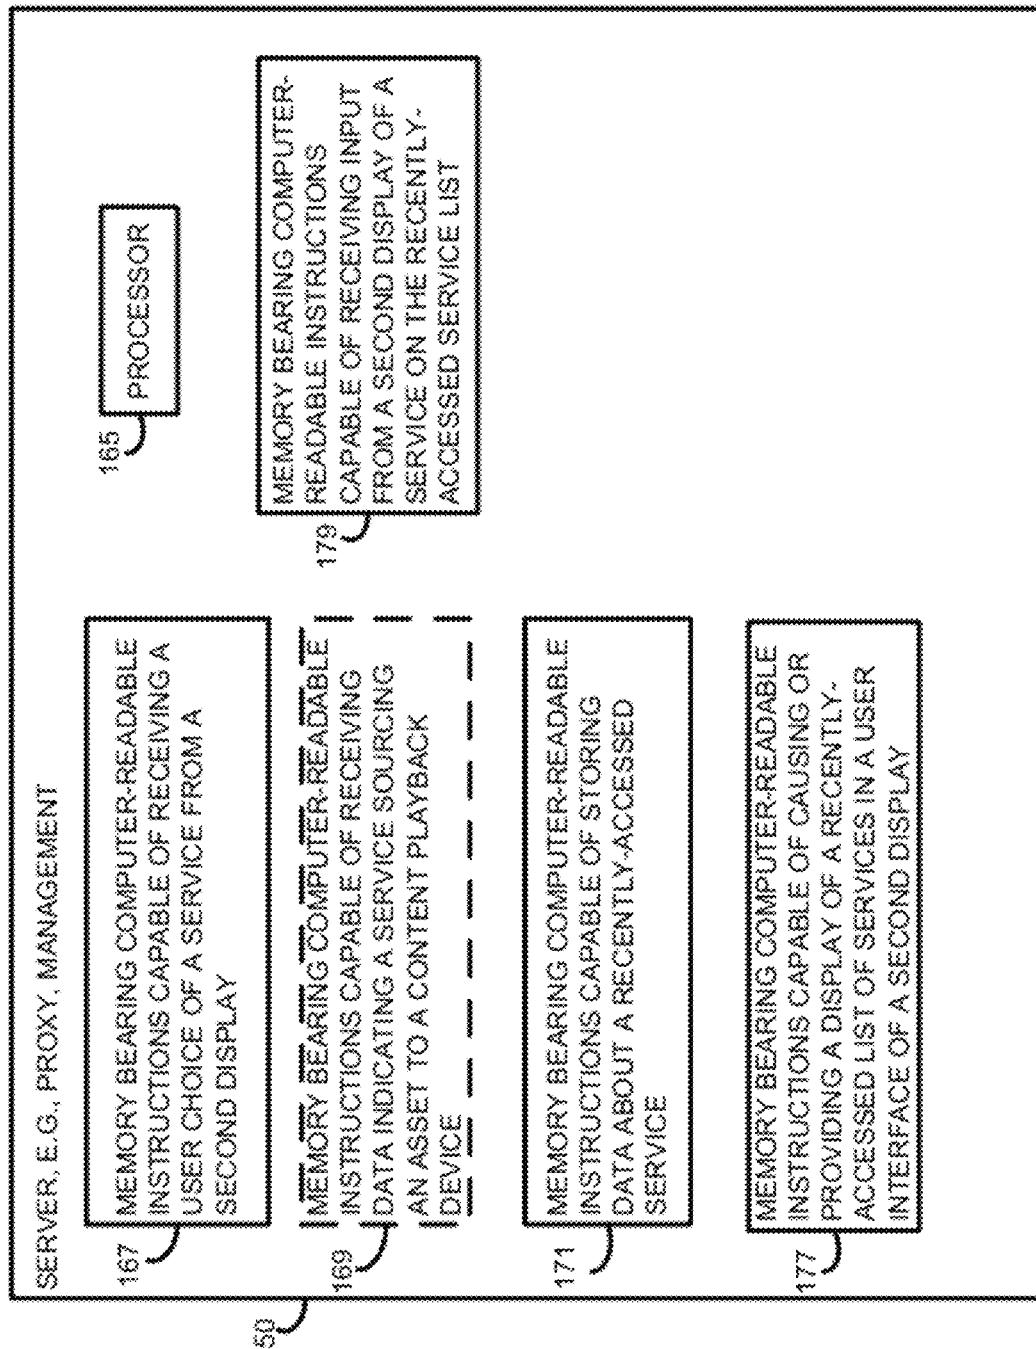 SERVER, E.G., PROXY, MANAGEMENT
50
165
PROCESSOR
167
MEMORY BEARING COMPUTER-READABLE
INSTRUCTIONS CAPABLE OF RECEIVING A
USER CHOICE OF A SERVICE FROM A
SECOND DISPLAY
169
MEMORY BEARING COMPUTER-READABLE
INSTRUCTIONS CAPABLE OF RECEIVING
DATA INDICATING A SERVICE SOURCING
AN ASSET TO A CONTENT PLAYBACK
DEVICE
171
MEMORY BEARING COMPUTER-READABLE
INSTRUCTIONS CAPABLE OF STORING
DATA ABOUT A RECENTLY-ACCESSED
SERVICE
177
MEMORY BEARING COMPUTER-READABLE
INSTRUCTIONS CAPABLE OF CAUSING OR
PROVIDING A DISPLAY OF A RECENTLY-
ACCESSED LIST OF SERVICES IN A USER
INTERFACE OF A SECOND DISPLAY
179
MEMORY BEARING COMPUTER-
READABLE INSTRUCTIONS
CAPABLE OF RECEIVING INPUT
FROM A SECOND DISPLAY OF A
SERVICE ON THE RECENTLY-
ACCESSED SERVICE LIST